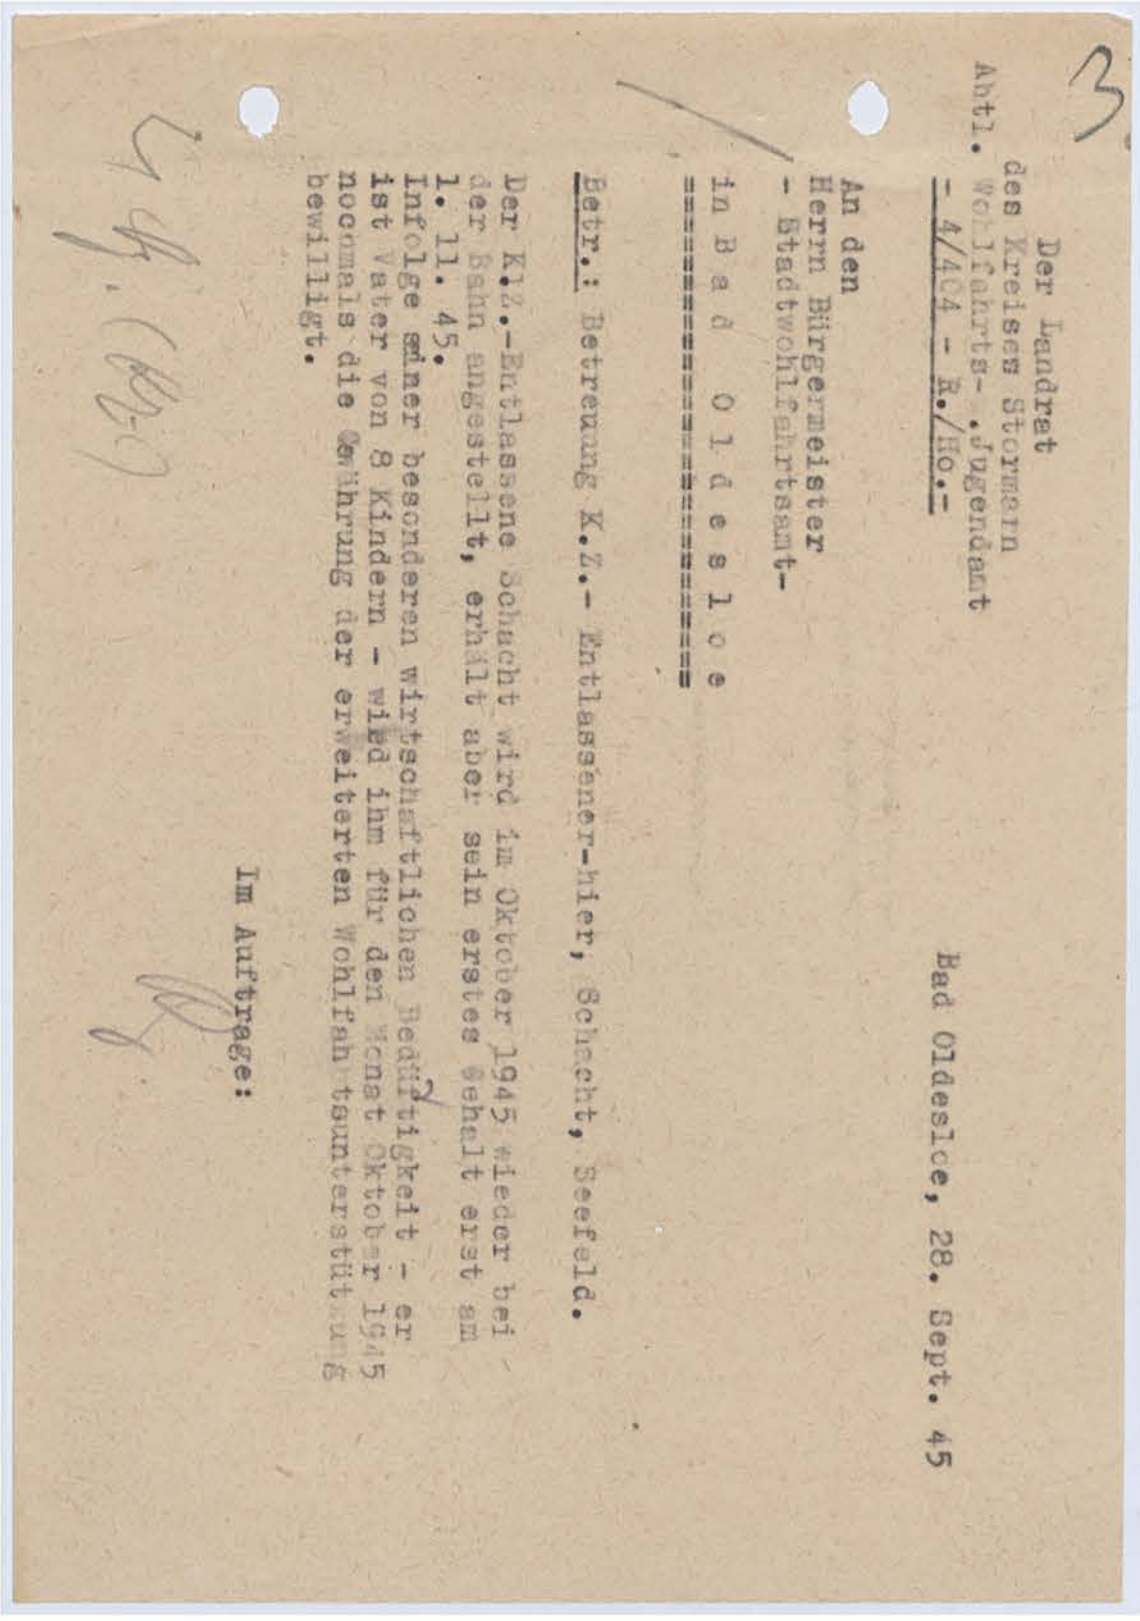 3
Der Landrat
des Kreises Stormarn
Abtl. Wohlfahrts- .Jugendamt
- 4/404 - R./Ho.-
Bad Oldesloe, 28. Sept. 45
An den
Herrn Bürgermeister
- Stadtwohlfahrtsamt-
in B a d  O l d e s l o e
=======================
Betr.: Betreuung K.Z.- Entlassener-hier, Schacht, Seefeld.
Der K.Z.-Entlassene Schacht wird im Oktober 1945 wieder bei
der Bahn angestellt, erhält aber sein erstes Gehalt erst am
1. 11. 45.
Infolge seiner besonderen wirtschaftlichen Bedürftigkeit - er
ist Vater von 8 Kindern - wird ihm für den Monat Oktober 1945
nocomals die Gewährung der erweiterten Wohlfahrtsunterstützung
bewilligt.
Im Auftrage: